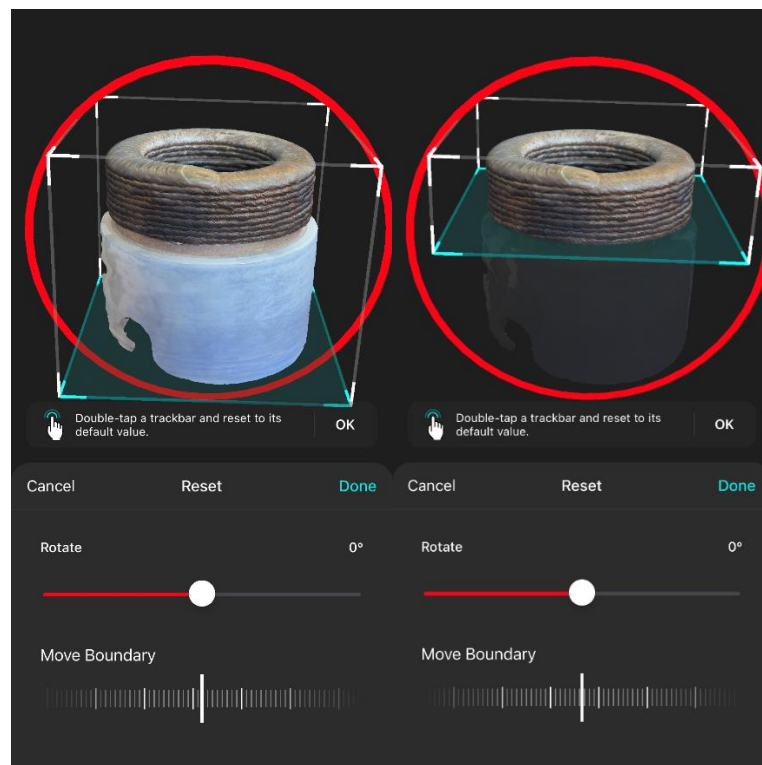 Double-tap a trackbar and reset to its
default value.
OK
Cancel
Reset
Done
Rotate
0°
Move Boundary
Double-tap a trackbar and reset to its
default value.
OK
Cancel
Reset
Done
Rotate
0°
Move Boundary